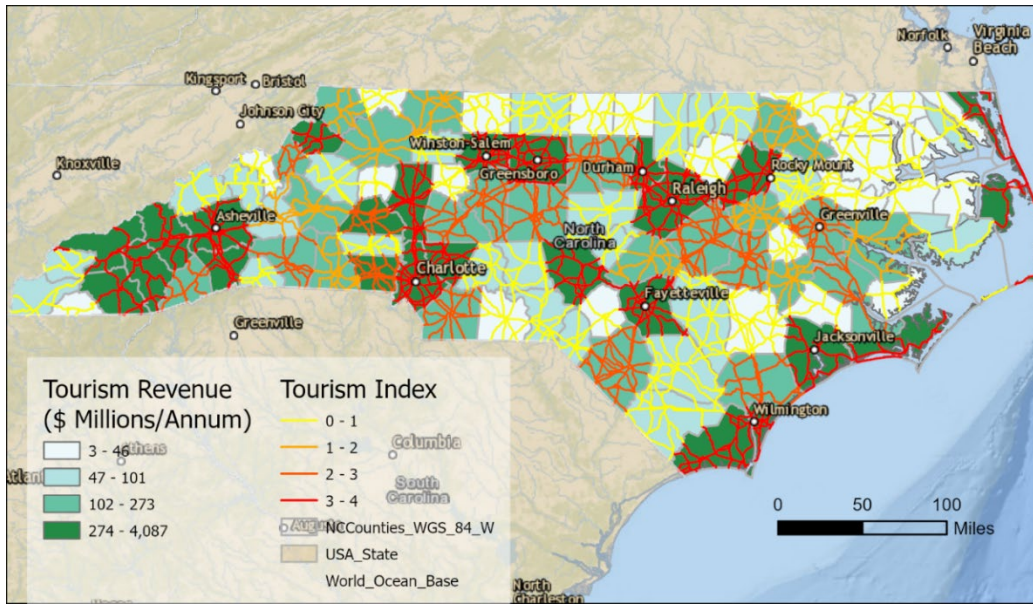 Norfolk
Virginia
Beach
Kingsport
Bristol
Johnson City
Knoxville
Winston-Salem
Greensboro
Durham
Raleigh
Rocky Mount
Asheville
North
Carolina
Greenville
Charlotte
Fayetteville
Greenville
Jacksonville
Wilmington
Tourism Revenue
($ Millions/Annum)
3 - 46
47 - 101
102 - 273
274 - 4,087
Athens
Tourism Index
0 - 1
1 - 2
2 - 3
3 - 4
NCCounties_WGS_84_W
USA_State
World_Ocean_Base
Columbia
South
Carolina
0 50 100
Miles
North
Charleston